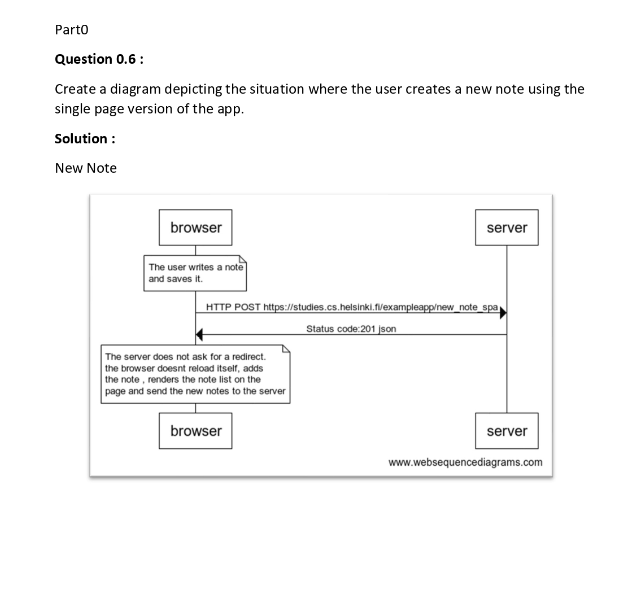 Part0
Question 0.6 :
Create a diagram depicting the situation where the user creates a new note using the
single page version of the app.
Solution :
New Note
browser
server
The user writes a note
and saves it.
HTTP POST https://studies.cs.helsinki.fi/exampleapp/new_note_spa
Status code:201 json
The server does not ask for a redirect.
the browser doesnt reload itself, adds
the note , renders the note list on the
page and send the new notes to the server
browser
server
www.websequencediagrams.com